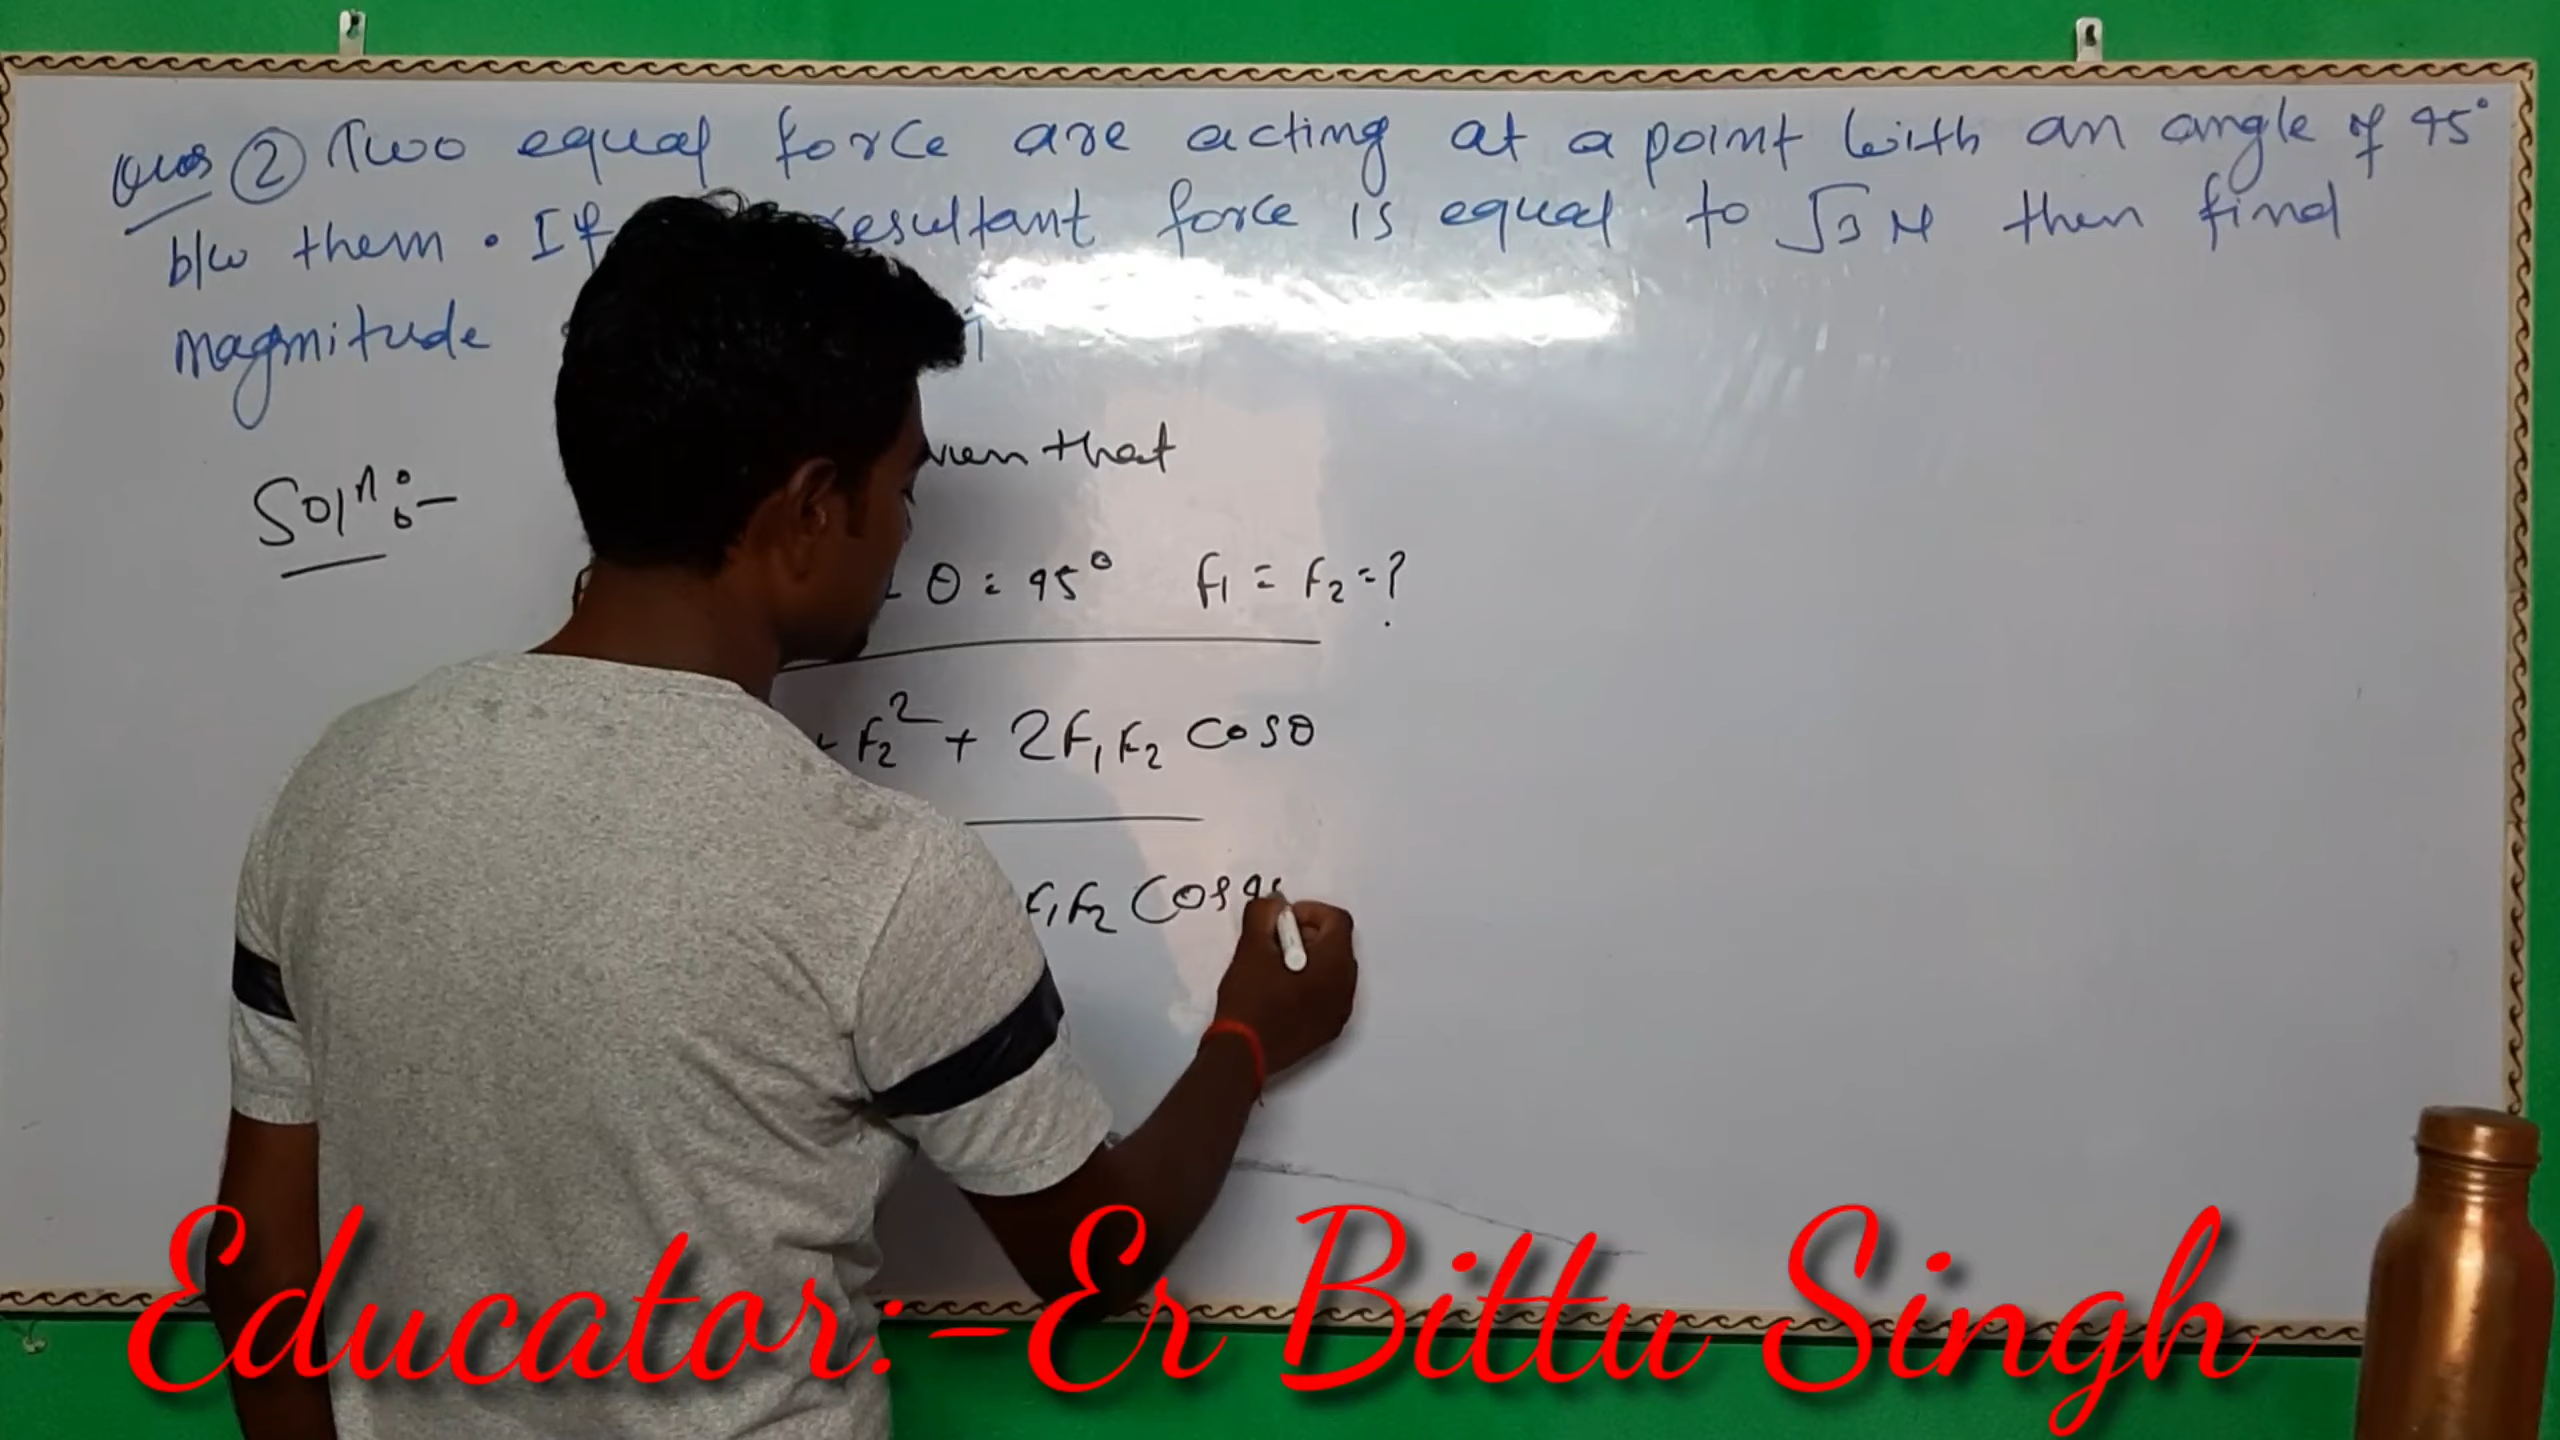 Ques ② Two equal force are acting at a point with an angle of 45°
b/w them. If resultant force is equal to √3 N then find
magnitude
Solⁿ:- that
θ = 45° F₁ = F₂ = ?
F₂² + 2F₁F₂ cosθ
F₁F₂ Cos
Educator:-Er Bittu Singh